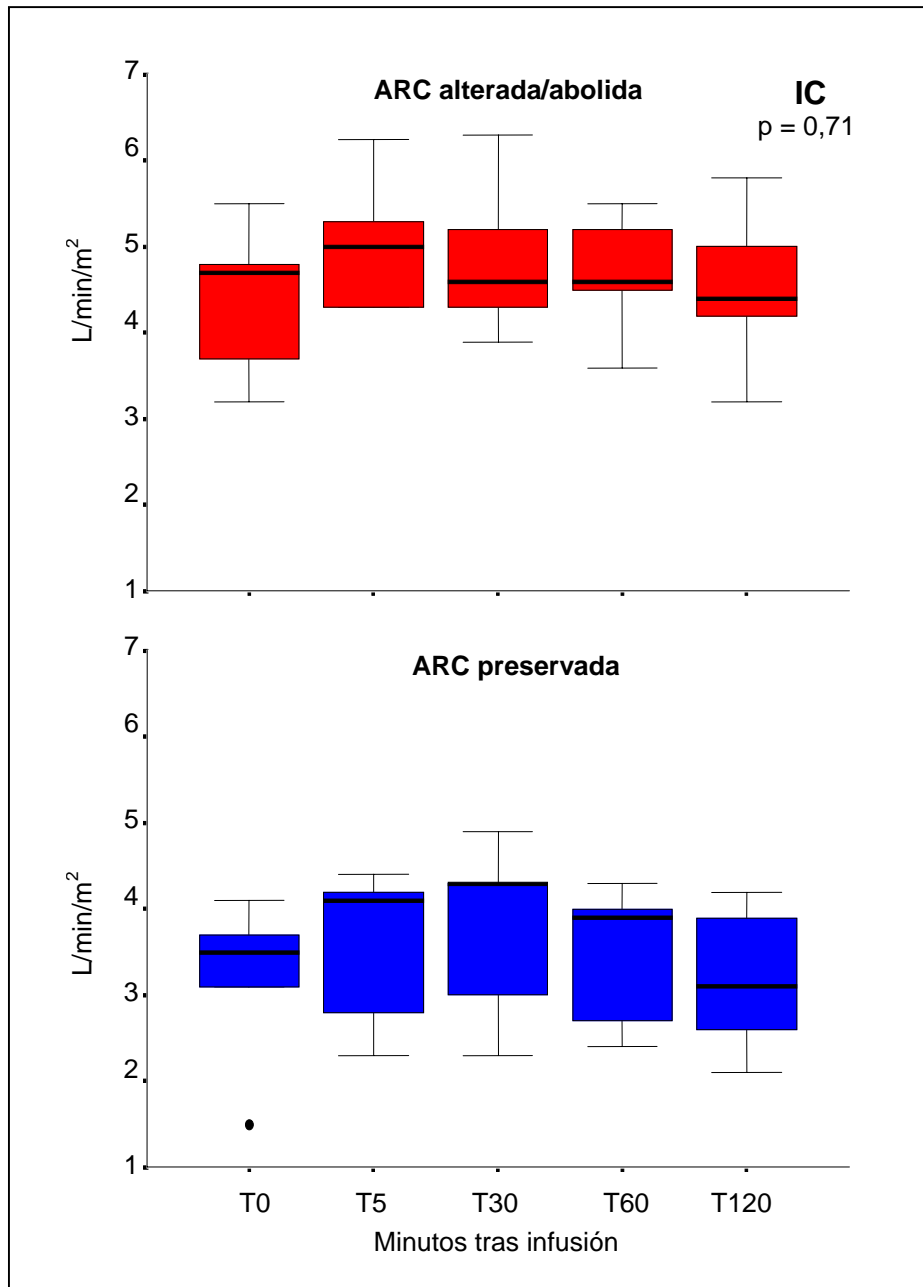 ARC alterada/abolida
IC
p = 0,71
7
6
5
4
3
2
1
L/min/m²
ARC preservada
7
6
5
4
3
2
1
L/min/m²
T0 T5 T30 T60 T120
Minutos tras infusión